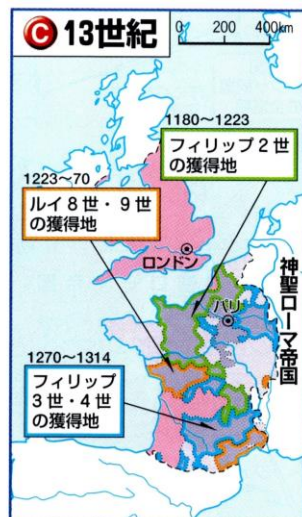 C 13世紀
0 200 400km
1180〜1223
フィリップ2世
の獲得地
1223〜70
ルイ8世・9世
の獲得地
ロンドン
パリ
神聖ローマ帝国
1270〜1314
フィリップ
3世・4世
の獲得地